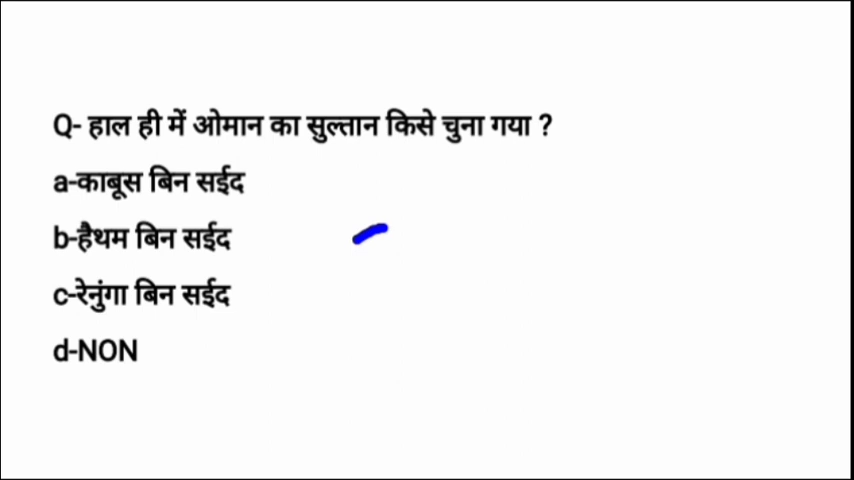 Q- हाल ही में ओमान का सुल्तान किसे चुना गया ?
a-काबूस बिन सईद
b-हैथम बिन सईद
c-रेनुंगा बिन सईद
d-NON